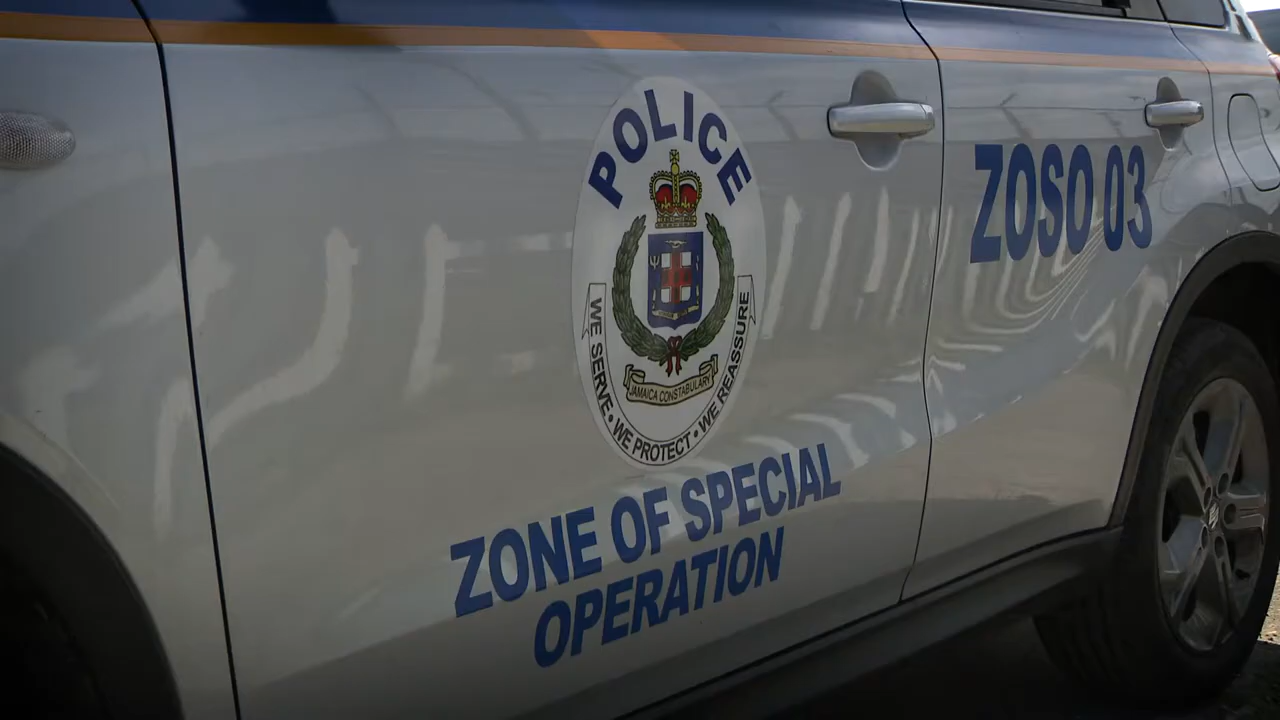 POLICE
WE SERVE • WE PROTECT • WE REASSURE
JAMAICA CONSTABULARY
ZONE OF SPECIAL
OPERATION
ZOSO 03